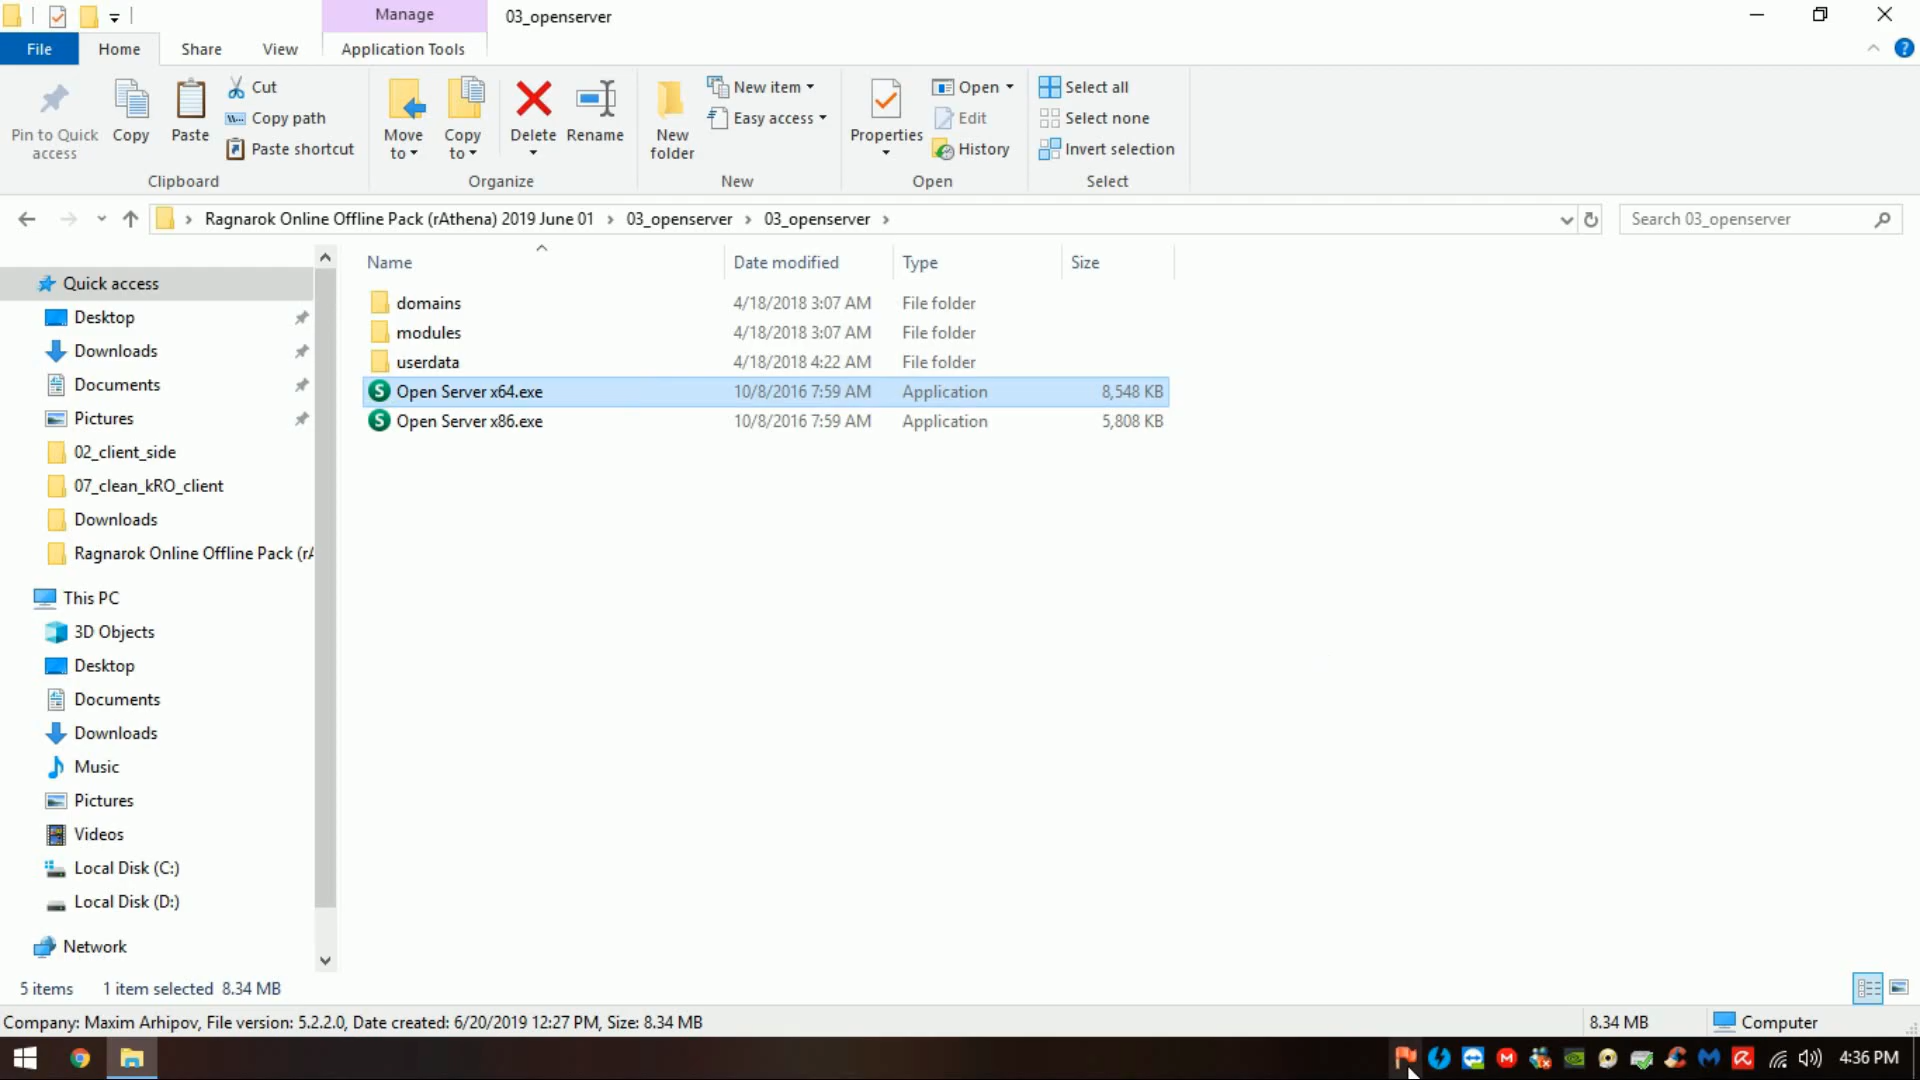 Manage
03_openserver
File
Home
Share
View
Application Tools
Pin to Quick access
Copy
Paste
Cut
Copy path
Paste shortcut
Clipboard
Move to
Copy to
Delete
Rename
Organize
New folder
New item
Easy access
New
Properties
Open
Edit
History
Open
Select all
Select none
Invert selection
Select
Ragnarok Online Offline Pack (rAthena) 2019 June 01 › 03_openserver › 03_openserver ›
Search 03_openserver
Name Date modified Type Size
domains 4/18/2018 3:07 AM File folder
modules 4/18/2018 3:07 AM File folder
userdata 4/18/2018 4:22 AM File folder
Open Server x64.exe 10/8/2016 7:59 AM Application 8,548 KB
Open Server x86.exe 10/8/2016 7:59 AM Application 5,808 KB
Quick access
Desktop
Downloads
Documents
Pictures
02_client_side
07_clean_kRO_client
Downloads
Ragnarok Online Offline Pack (rA
This PC
3D Objects
Desktop
Documents
Downloads
Music
Pictures
Videos
Local Disk (C:)
Local Disk (D:)
Network
5 items 1 item selected 8.34 MB
Company: Maxim Arhipov, File version: 5.2.2.0, Date created: 6/20/2019 12:27 PM, Size: 8.34 MB
8.34 MB
Computer
4:36 PM